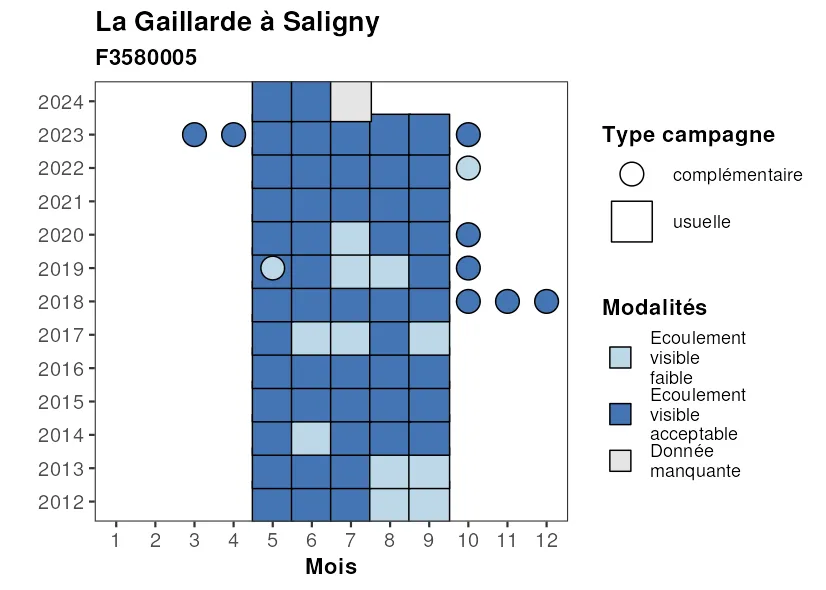 La Gaillarde à Saligny
F3580005
2024
2023
2022
2021
2020
2019
2018
2017
2016
2015
2014
2013
2012
1 2 3 4 5 6 7 8 9 10 11 12
Mois
Type campagne
complémentaire
usuelle
Modalités
Ecoulement
visible
faible
Ecoulement
visible
acceptable
Donnée
manquante